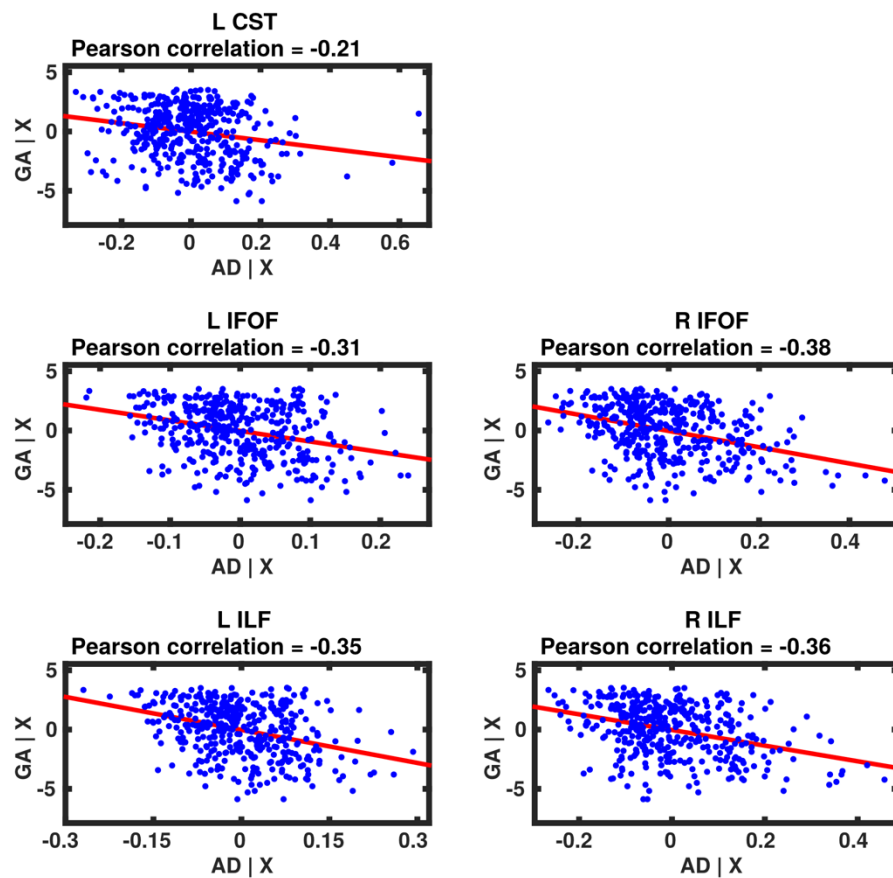 L CST
Pearson correlation = -0.21
5
0
-5
GA | X
-0.2 0 0.2 0.4 0.6
AD | X
L IFOF
Pearson correlation = -0.31
5
0
-5
GA | X
-0.2 -0.1 0 0.1 0.2
AD | X
R IFOF
Pearson correlation = -0.38
5
0
-5
GA | X
-0.2 0 0.2 0.4
AD | X
L ILF
Pearson correlation = -0.35
5
0
-5
GA | X
-0.3 -0.15 0 0.15 0.3
AD | X
R ILF
Pearson correlation = -0.36
5
0
-5
GA | X
-0.2 0 0.2 0.4
AD | X